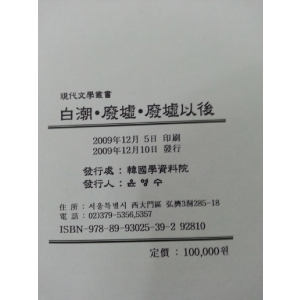 現代文學叢書
白潮·廢墟·廢墟以後
2009年12月 5日 印刷
2009年12月10日 發行
發行處 : 韓國學資料院
發行人 : 윤영수
住 所 : 서울특별시 西大門區 弘濟3洞285-18
電 話 : 02)379-5356,5357
ISBN-978-89-93025-39-2 92810
定價 : 100,000원